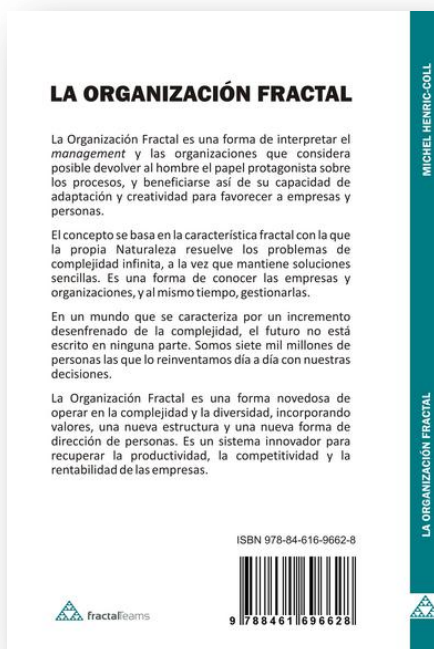 LA ORGANIZACIÓN FRACTAL
La Organización Fractal es una forma de interpretar el
management y las organizaciones que considera
posible devolver al hombre el papel protagonista sobre
los procesos, y beneficiarse así de su capacidad de
adaptación y creatividad para favorecer a empresas y
personas.
El concepto se basa en la característica fractal con la que
la propia Naturaleza resuelve los problemas de
complejidad infinita, a la vez que mantiene soluciones
sencillas. Es una forma de conocer las empresas y
organizaciones, y al mismo tiempo, gestionarlas.
En un mundo que se caracteriza por un incremento
desenfrenado de la complejidad, el futuro no está
escrito en ninguna parte. Somos siete mil millones de
personas las que lo reinventamos día a día con nuestras
decisiones.
La Organización Fractal es una forma novedosa de
operar en la complejidad y la diversidad, incorporando
valores, una nueva estructura y una nueva forma de
dirección de personas. Es un sistema innovador para
recuperar la productividad, la competitividad y la
rentabilidad de las empresas.
ISBN 978-84-616-9662-8
9 788461 696628
fractalTeams
MICHEL HENRIC-COLL
LA ORGANIZACIÓN FRACTAL